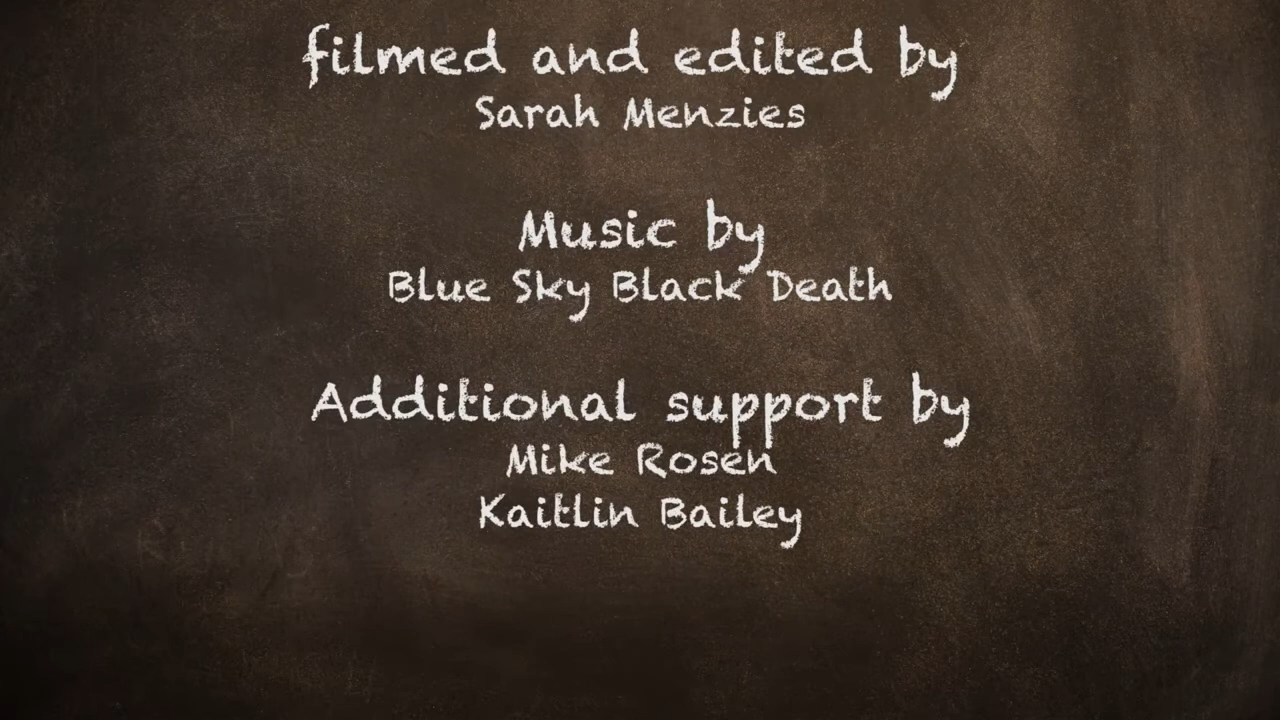 filmed and edited by
Sarah Menzies
Music by
Blue Sky Black Death
Additional support by
Mike Rosen
Kaitlin Bailey